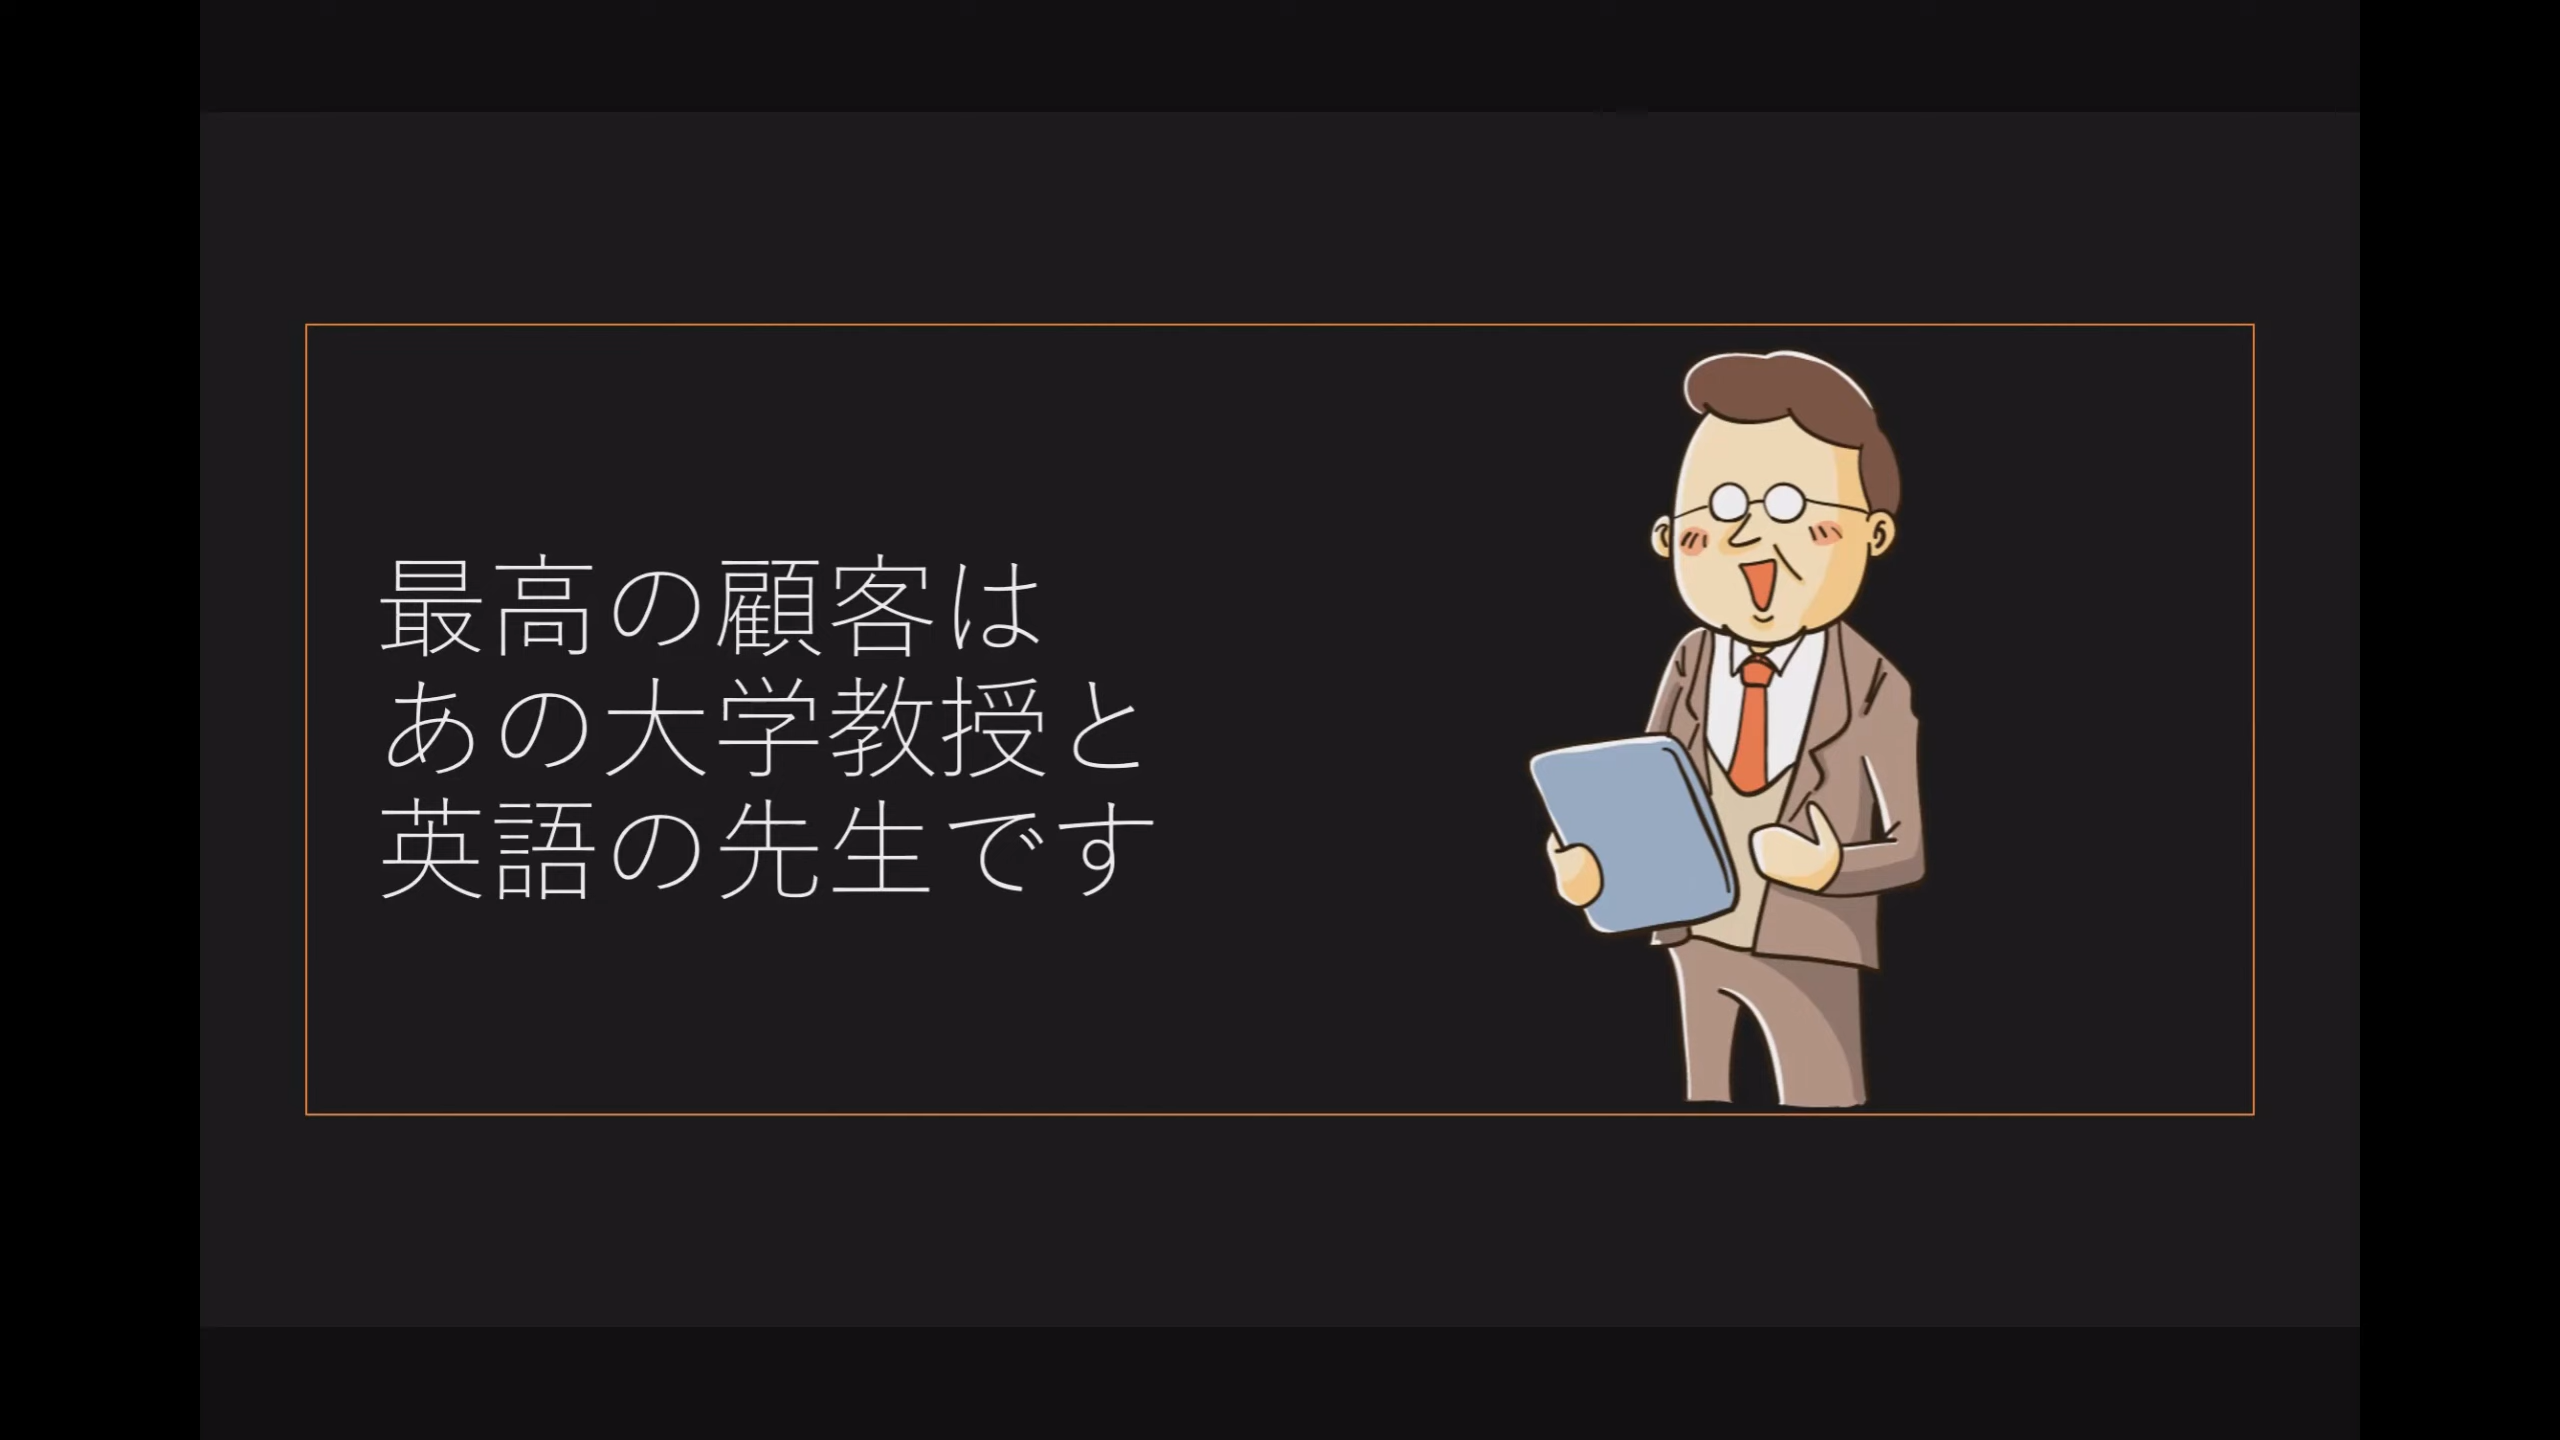 最高の顧客は
あの大学教授と
英語の先生です